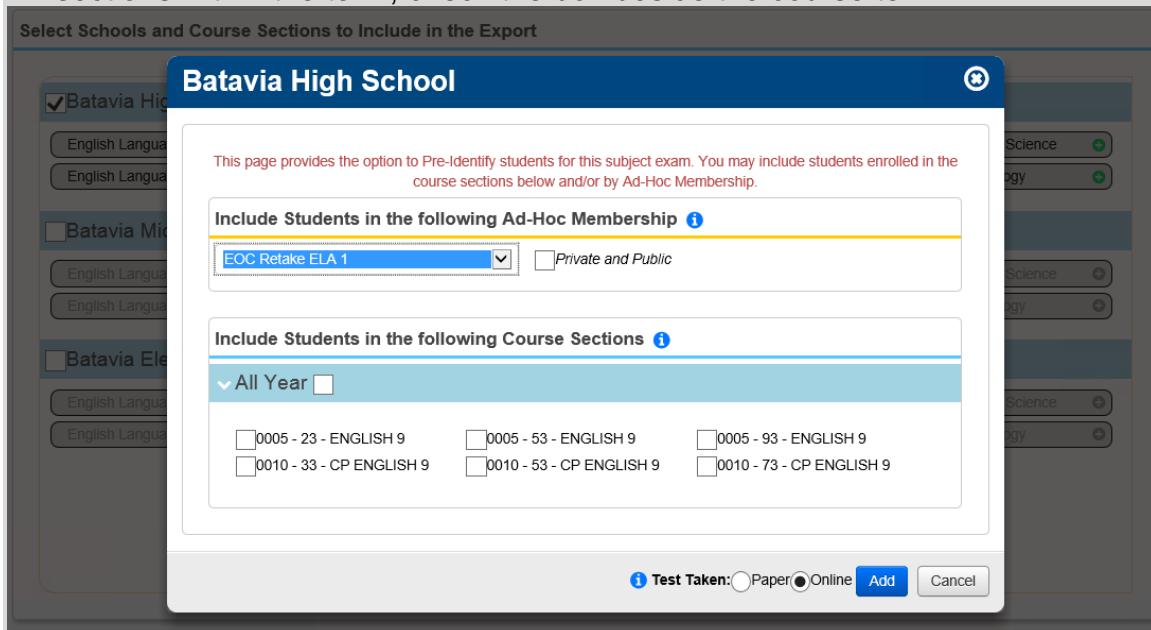 Select Schools and Course Sections to Include in the Export
Batavia High School
Batavia Hig
English Langua
Science
English Langua
ogy
This page provides the option to Pre-Identify students for this subject exam. You may include students enrolled in the
course sections below and/or by Ad-Hoc Membership.
Include Students in the following Ad-Hoc Membership
Batavia Mid
EOC Retake ELA 1
Private and Public
English Langua
Science
English Langua
ogy
Include Students in the following Course Sections
Batavia Ele
All Year
English Langua
Science
English Langua
ogy
0005 - 23 - ENGLISH 9 0005 - 53 - ENGLISH 9 0005 - 93 - ENGLISH 9
0010 - 33 - CP ENGLISH 9 0010 - 53 - CP ENGLISH 9 0010 - 73 - CP ENGLISH 9
Test Taken: Paper Online Add Cancel